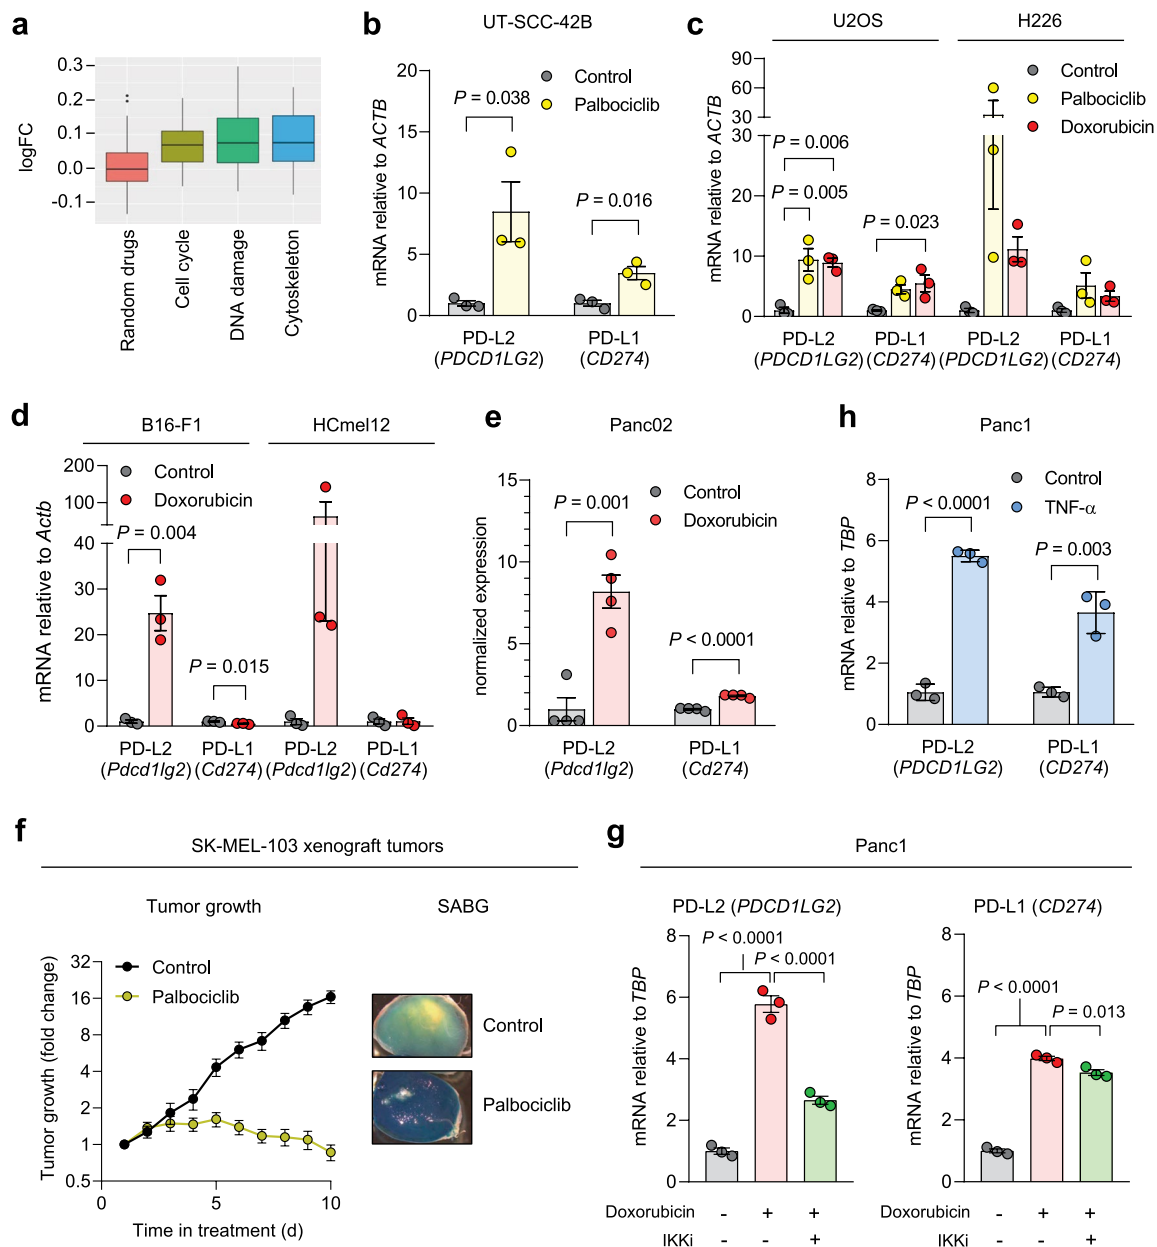 a
logFC
0.3
0.2
0.1
0.0
-0.1
Random drugs
Cell cycle
DNA damage
Cytoskeleton
b
UT-SCC-42B
mRNA relative to ACTB
20
15
10
5
0
Control
Palbociclib
P = 0.038
P = 0.016
PD-L2
(PDCD1LG2)
PD-L1
(CD274)
c
U2OS
H226
mRNA relative to ACTB
90
60
30
30
20
10
0
Control
Palbociclib
Doxorubicin
P = 0.006
P = 0.005
P = 0.023
PD-L2
(PDCD1LG2)
PD-L1
(CD274)
PD-L2
(PDCD1LG2)
PD-L1
(CD274)
d
B16-F1
HCmel12
mRNA relative to Actb
200
100
40
30
20
10
0
Control
Doxorubicin
P = 0.004
P = 0.015
PD-L2
(Pdcd1lg2)
PD-L1
(Cd274)
PD-L2
(Pdcd1lg2)
PD-L1
(Cd274)
e
Panc02
normalized expression
15
10
5
0
Control
Doxorubicin
P = 0.001
P < 0.0001
PD-L2
(Pdcd1lg2)
PD-L1
(Cd274)
h
Panc1
mRNA relative to TBP
8
6
4
2
0
Control
TNF-α
P < 0.0001
P = 0.003
PD-L2
(PDCD1LG2)
PD-L1
(CD274)
f
SK-MEL-103 xenograft tumors
Tumor growth
SABG
Tumor growth (fold change)
32
16
8
4
2
1
0.5
Control
Palbociclib
0
5
10
Time in treatment (d)
Control
Palbociclib
g
Panc1
PD-L2 (PDCD1LG2)
mRNA relative to TBP
8
6
4
2
0
P < 0.0001
P < 0.0001
Doxorubicin - + +
IKKi - - +
PD-L1 (CD274)
mRNA relative to TBP
8
6
4
2
0
P < 0.0001
P = 0.013
Doxorubicin - + +
IKKi - - +